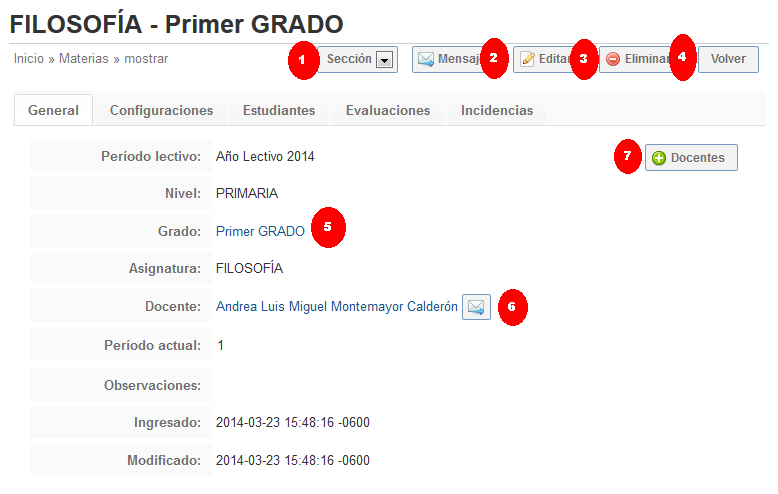 FILOSOFÍA - Primer GRADO
Inicio » Materias » mostrar
1 Sección
Mensaj 2
Edita 3
Elimina 4
Volver
General Configuraciones Estudiantes Evaluaciones Incidencias
Período lectivo: Año Lectivo 2014
7 Docentes
Nivel: PRIMARIA
Grado: Primer GRADO 5
Asignatura: FILOSOFÍA
Docente: Andrea Luis Miguel Montemayor Calderón 6
Período actual: 1
Observaciones:
Ingresado: 2014-03-23 15:48:16 -0600
Modificado: 2014-03-23 15:48:16 -0600